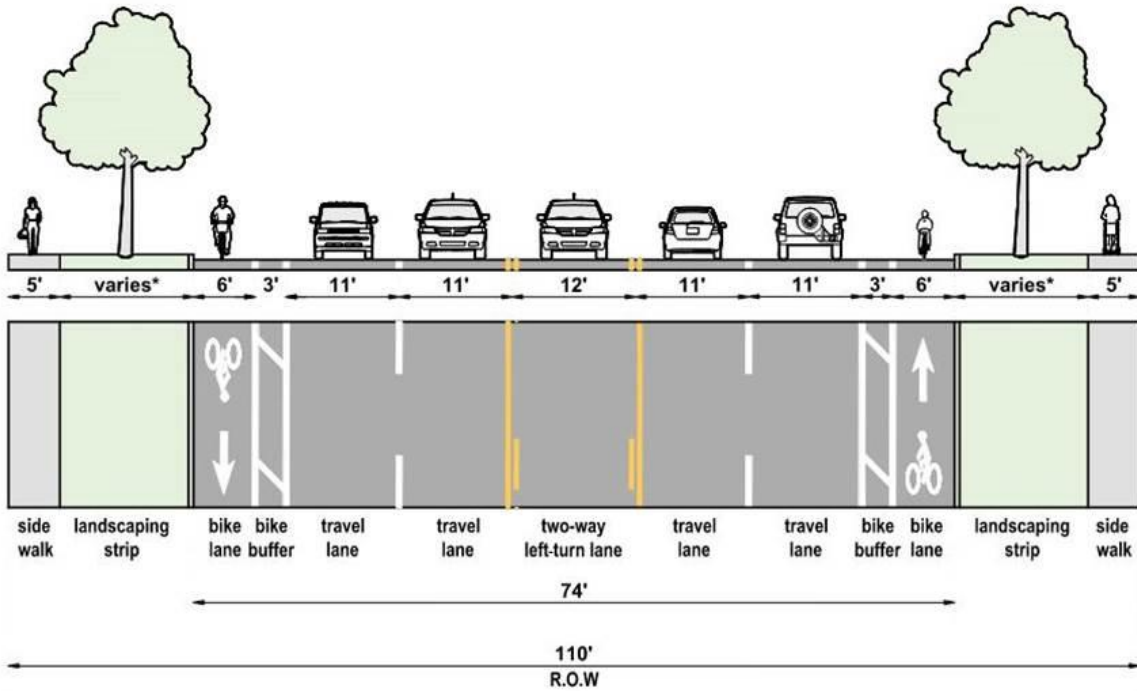 5' varies* 6' 3' 11' 11' 12' 11' 11' 3' 6' varies* 5'
side landscaping bike bike travel travel two-way travel travel bike bike landscaping side
walk strip lane buffer lane lane left-turn lane lane lane buffer lane strip walk
74'
110'
R.O.W